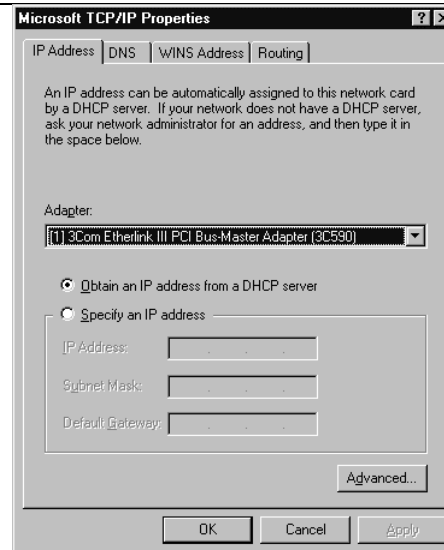 Microsoft TCP/IP Properties
IP Address DNS WINS Address Routing
An IP address can be automatically assigned to this network card
by a DHCP server. If your network does not have a DHCP server,
ask your network administrator for an address, and then type it in
the space below.
Adapter:
[1] 3Com Etherlink III PCI Bus-Master Adapter (3C590)
Obtain an IP address from a DHCP server
Specify an IP address
IP Address:
Subnet Mask:
Default Gateway:
Advanced...
OK Cancel Apply